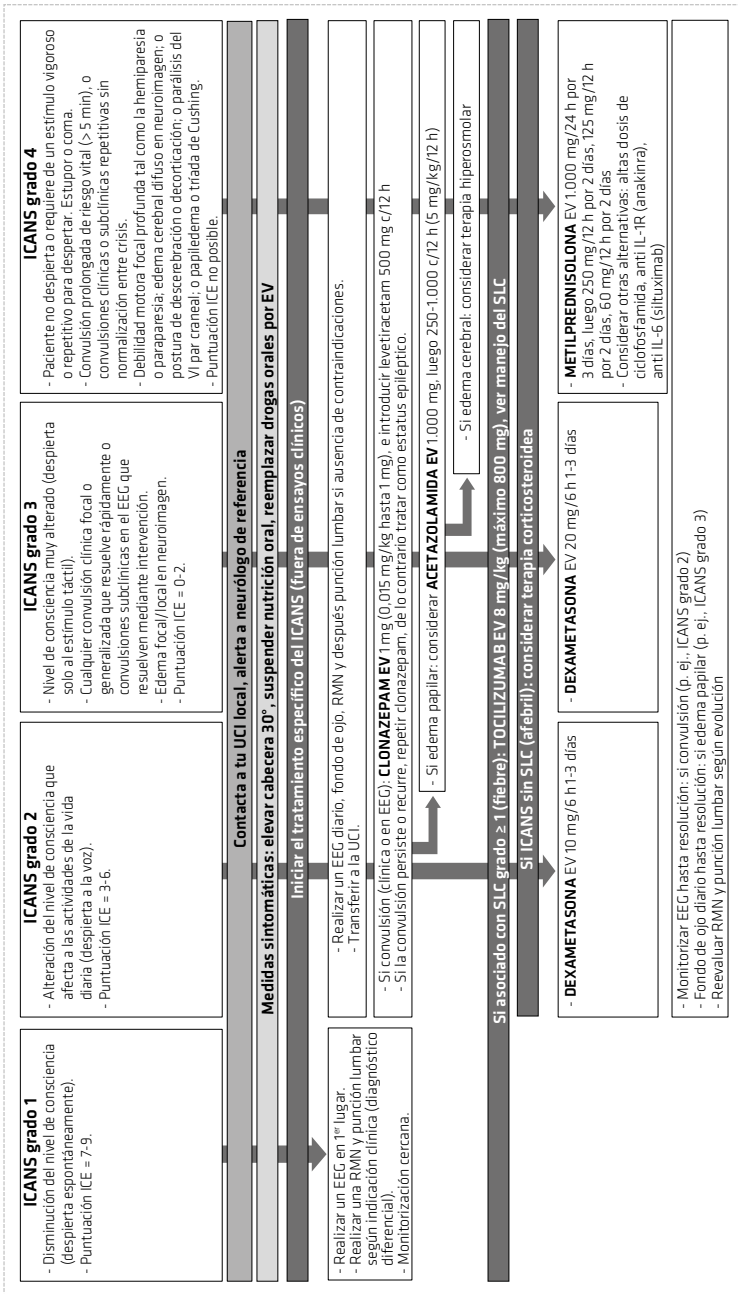 ICANS grado 1
- Disminución del nivel de consciencia
(despierta espontáneamente).
- Puntuación ICE = 7-9.
ICANS grado 2
- Alteración del nivel de consciencia que
afecta a las actividades de la vida
diaria (despierta a la voz).
- Puntuación ICE = 3-6.
ICANS grado 3
- Nivel de consciencia muy alterado (despierta
solo al estímulo táctil).
- Cualquier convulsión clínica focal o
generalizada que resuelve rápidamente o
convulsiones subclínicas en el EEG que
resuelven mediante intervención.
- Edema focal/local en neuroimagen.
- Puntuación ICE = 0-2.
ICANS grado 4
- Paciente no despierta o requiere de un estímulo vigoroso
o repetitivo para despertar. Estupor o coma.
- Convulsión prolongada de riesgo vital (> 5 min), o
convulsiones clínicas o subclínicas repetitivas sin
normalización entre crisis.
- Debilidad motora focal profunda tal como la hemiparesia
o paraparesia; edema cerebral difuso en neuroimagen; o
postura de descerebración o decorticación; o parálisis del
VI par craneal; o papiledema o tríada de Cushing.
- Puntuación ICE no posible.
Contacta a tu UCI local, alerta a neurólogo de referencia
Medidas sintomáticas: elevar cabecera 30°, suspender nutrición oral, reemplazar drogas orales por EV
Iniciar el tratamiento específico del ICANS (fuera de ensayos clínicos)
- Realizar un EEG en 1er lugar.
- Realizar una RMN y punción lumbar
según indicación clínica (diagnóstico
diferencial).
- Monitorización cercana.
- Realizar un EEG diario, fondo de ojo, RMN y después punción lumbar si ausencia de contraindicaciones.
- Transferir a la UCI.
- Si convulsión (clínica o en EEG): CLONAZEPAM EV 1 mg (0,015 mg/kg hasta 1 mg), e introducir levetiracetam 500 mg c/12 h
- Si la convulsión persiste o recurre, repetir clonazepam, de lo contrario tratar como estatus epiléptico.
- Si edema papilar: considerar ACETAZOLAMIDA EV 1.000 mg, luego 250-1.000 c/12 h (5 mg/kg/12 h)
- Si edema cerebral: considerar terapia hiperosmolar
Si asociado con SLC grado ≥ 1 (fiebre): TOCILIZUMAB EV 8 mg/kg (máximo 800 mg), ver manejo del SLC
Si ICANS sin SLC (afebril): considerar terapia corticosteroidea
- DEXAMETASONA EV 10 mg/6 h 1-3 días
- DEXAMETASONA EV 20 mg/6 h 1-3 días
- METILPREDNISOLONA EV 1.000 mg/24 h por
3 días, luego 250 mg/12 h por 2 días, 125 mg/12 h
por 2 días, 60 mg/12 h por 2 días
- Considerar otras alternativas: altas dosis de
ciclofosfamida, anti IL-1R (anakinra),
anti IL-6 (siltuximab)
- Monitorizar EEG hasta resolución: si convulsión (p. ej., ICANS grado 2)
- Fondo de ojo diario hasta resolución: si edema papilar (p. ej., ICANS grado 3)
- Reevaluar RMN y punción lumbar según evolución